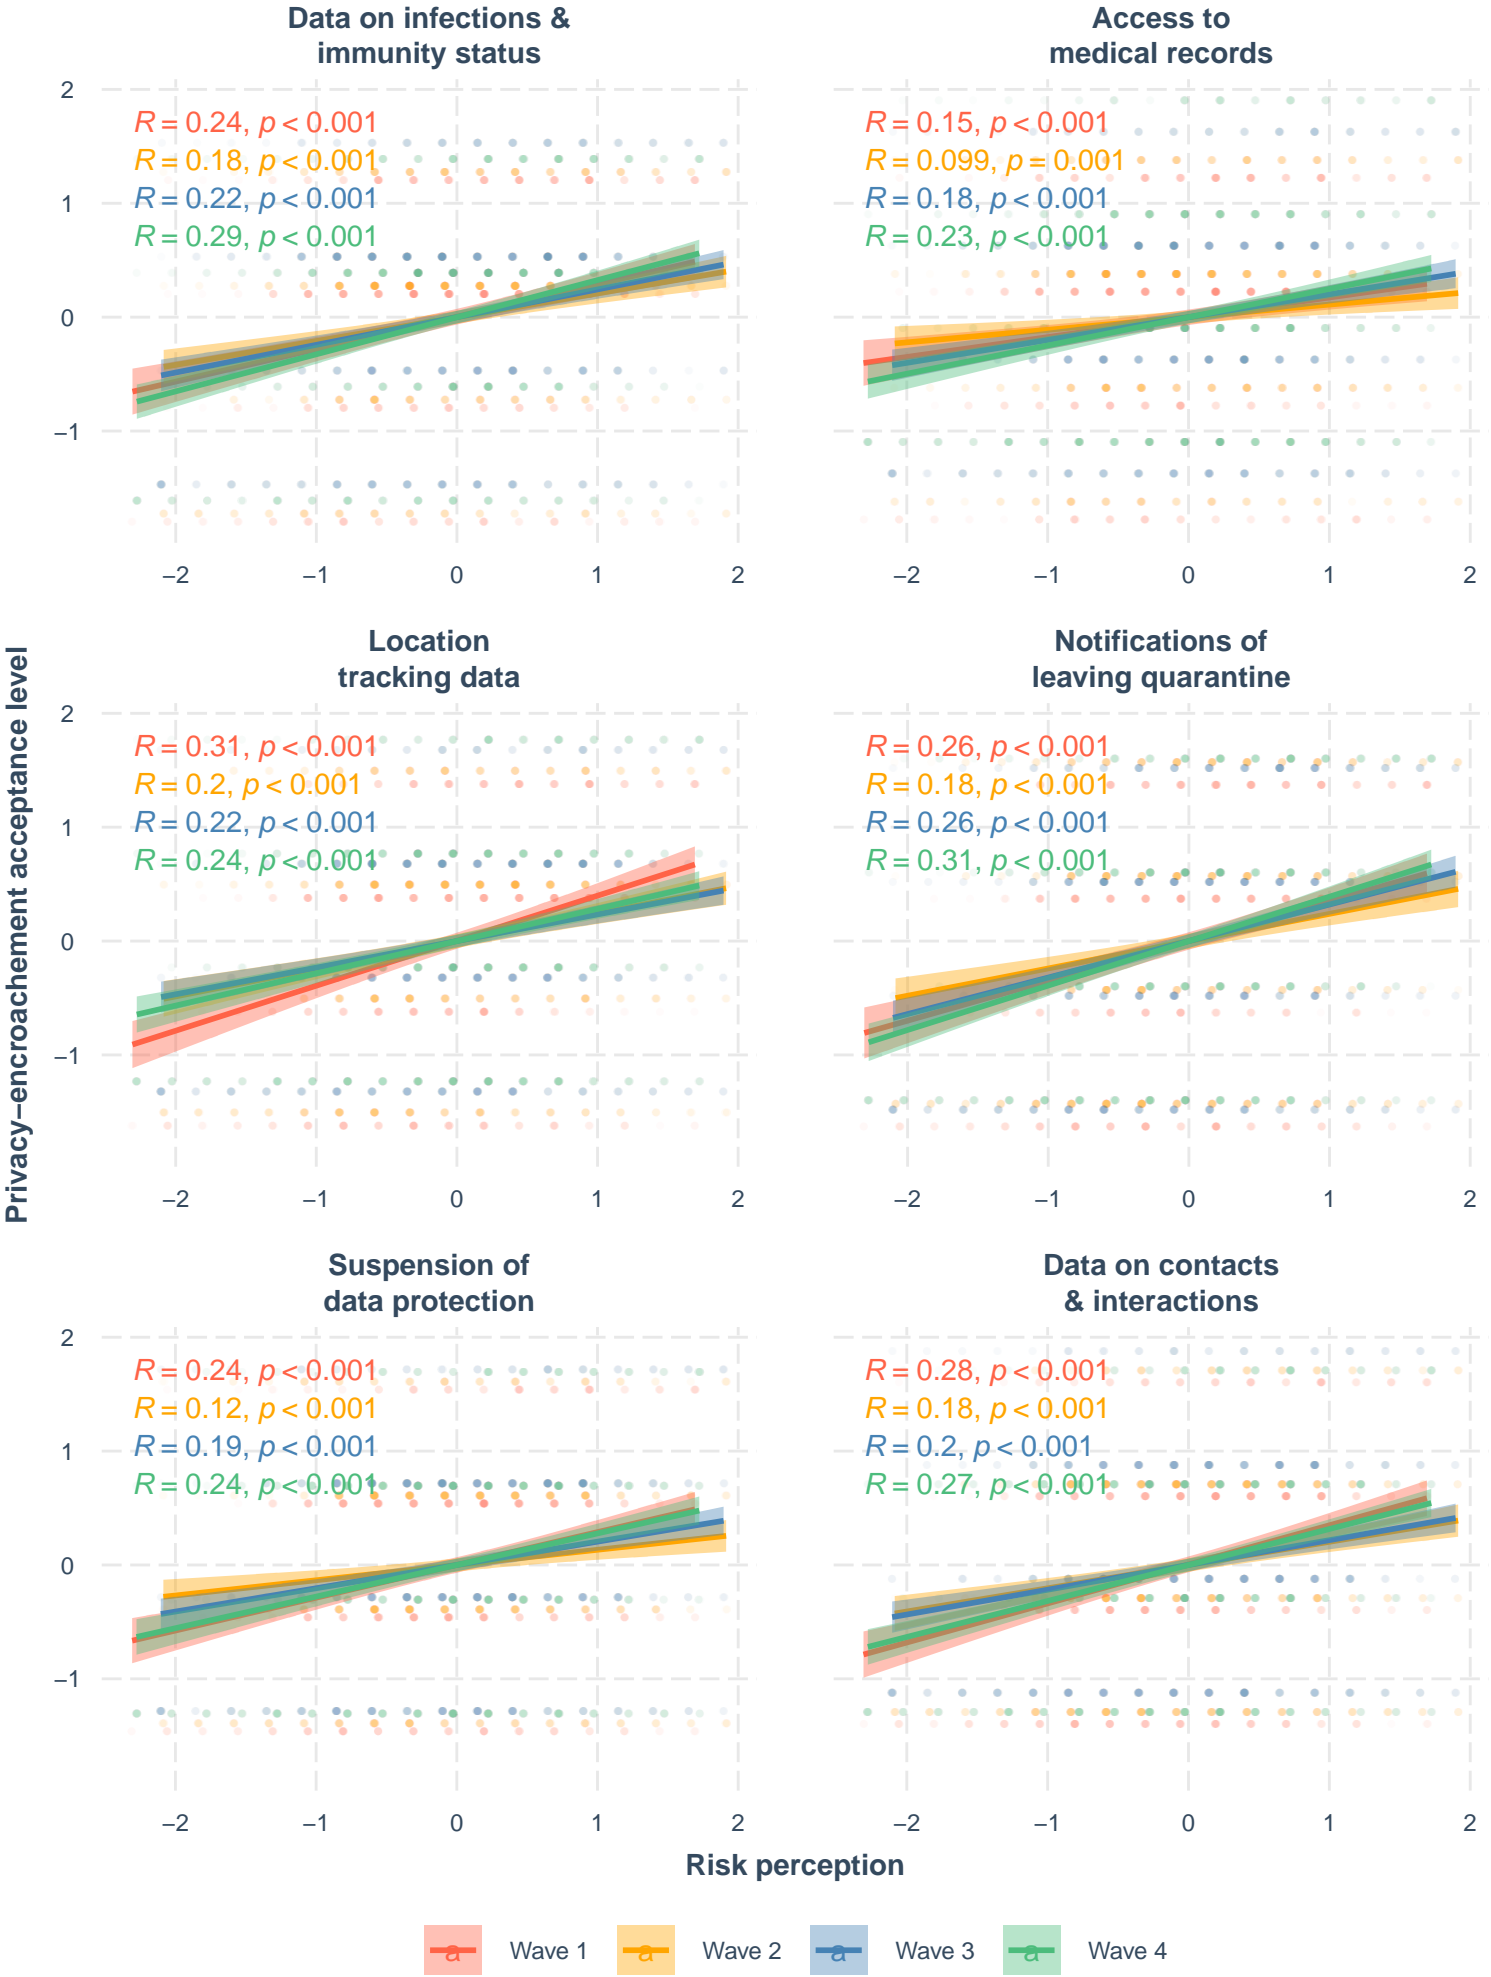 Data on infections &
immunity status
Access to
medical records
2
1
0
−1
R = 0.24, p < 0.001
R = 0.18, p < 0.001
R = 0.22, p < 0.001
R = 0.29, p < 0.001
R = 0.15, p < 0.001
R = 0.099, p = 0.001
R = 0.18, p < 0.001
R = 0.23, p < 0.001
−2 −1 0 1 2
−2 −1 0 1 2
Privacy−encroachement acceptance level
Location
tracking data
Notifications of
leaving quarantine
2
1
0
−1
R = 0.31, p < 0.001
R = 0.2, p < 0.001
R = 0.22, p < 0.001
R = 0.24, p < 0.001
R = 0.26, p < 0.001
R = 0.18, p < 0.001
R = 0.26, p < 0.001
R = 0.31, p < 0.001
−2 −1 0 1 2
−2 −1 0 1 2
Suspension of
data protection
Data on contacts
& interactions
2
1
0
−1
R = 0.24, p < 0.001
R = 0.12, p < 0.001
R = 0.19, p < 0.001
R = 0.24, p < 0.001
R = 0.28, p < 0.001
R = 0.18, p < 0.001
R = 0.2, p < 0.001
R = 0.27, p < 0.001
−2 −1 0 1 2
−2 −1 0 1 2
Risk perception
a Wave 1 a Wave 2 a Wave 3 a Wave 4